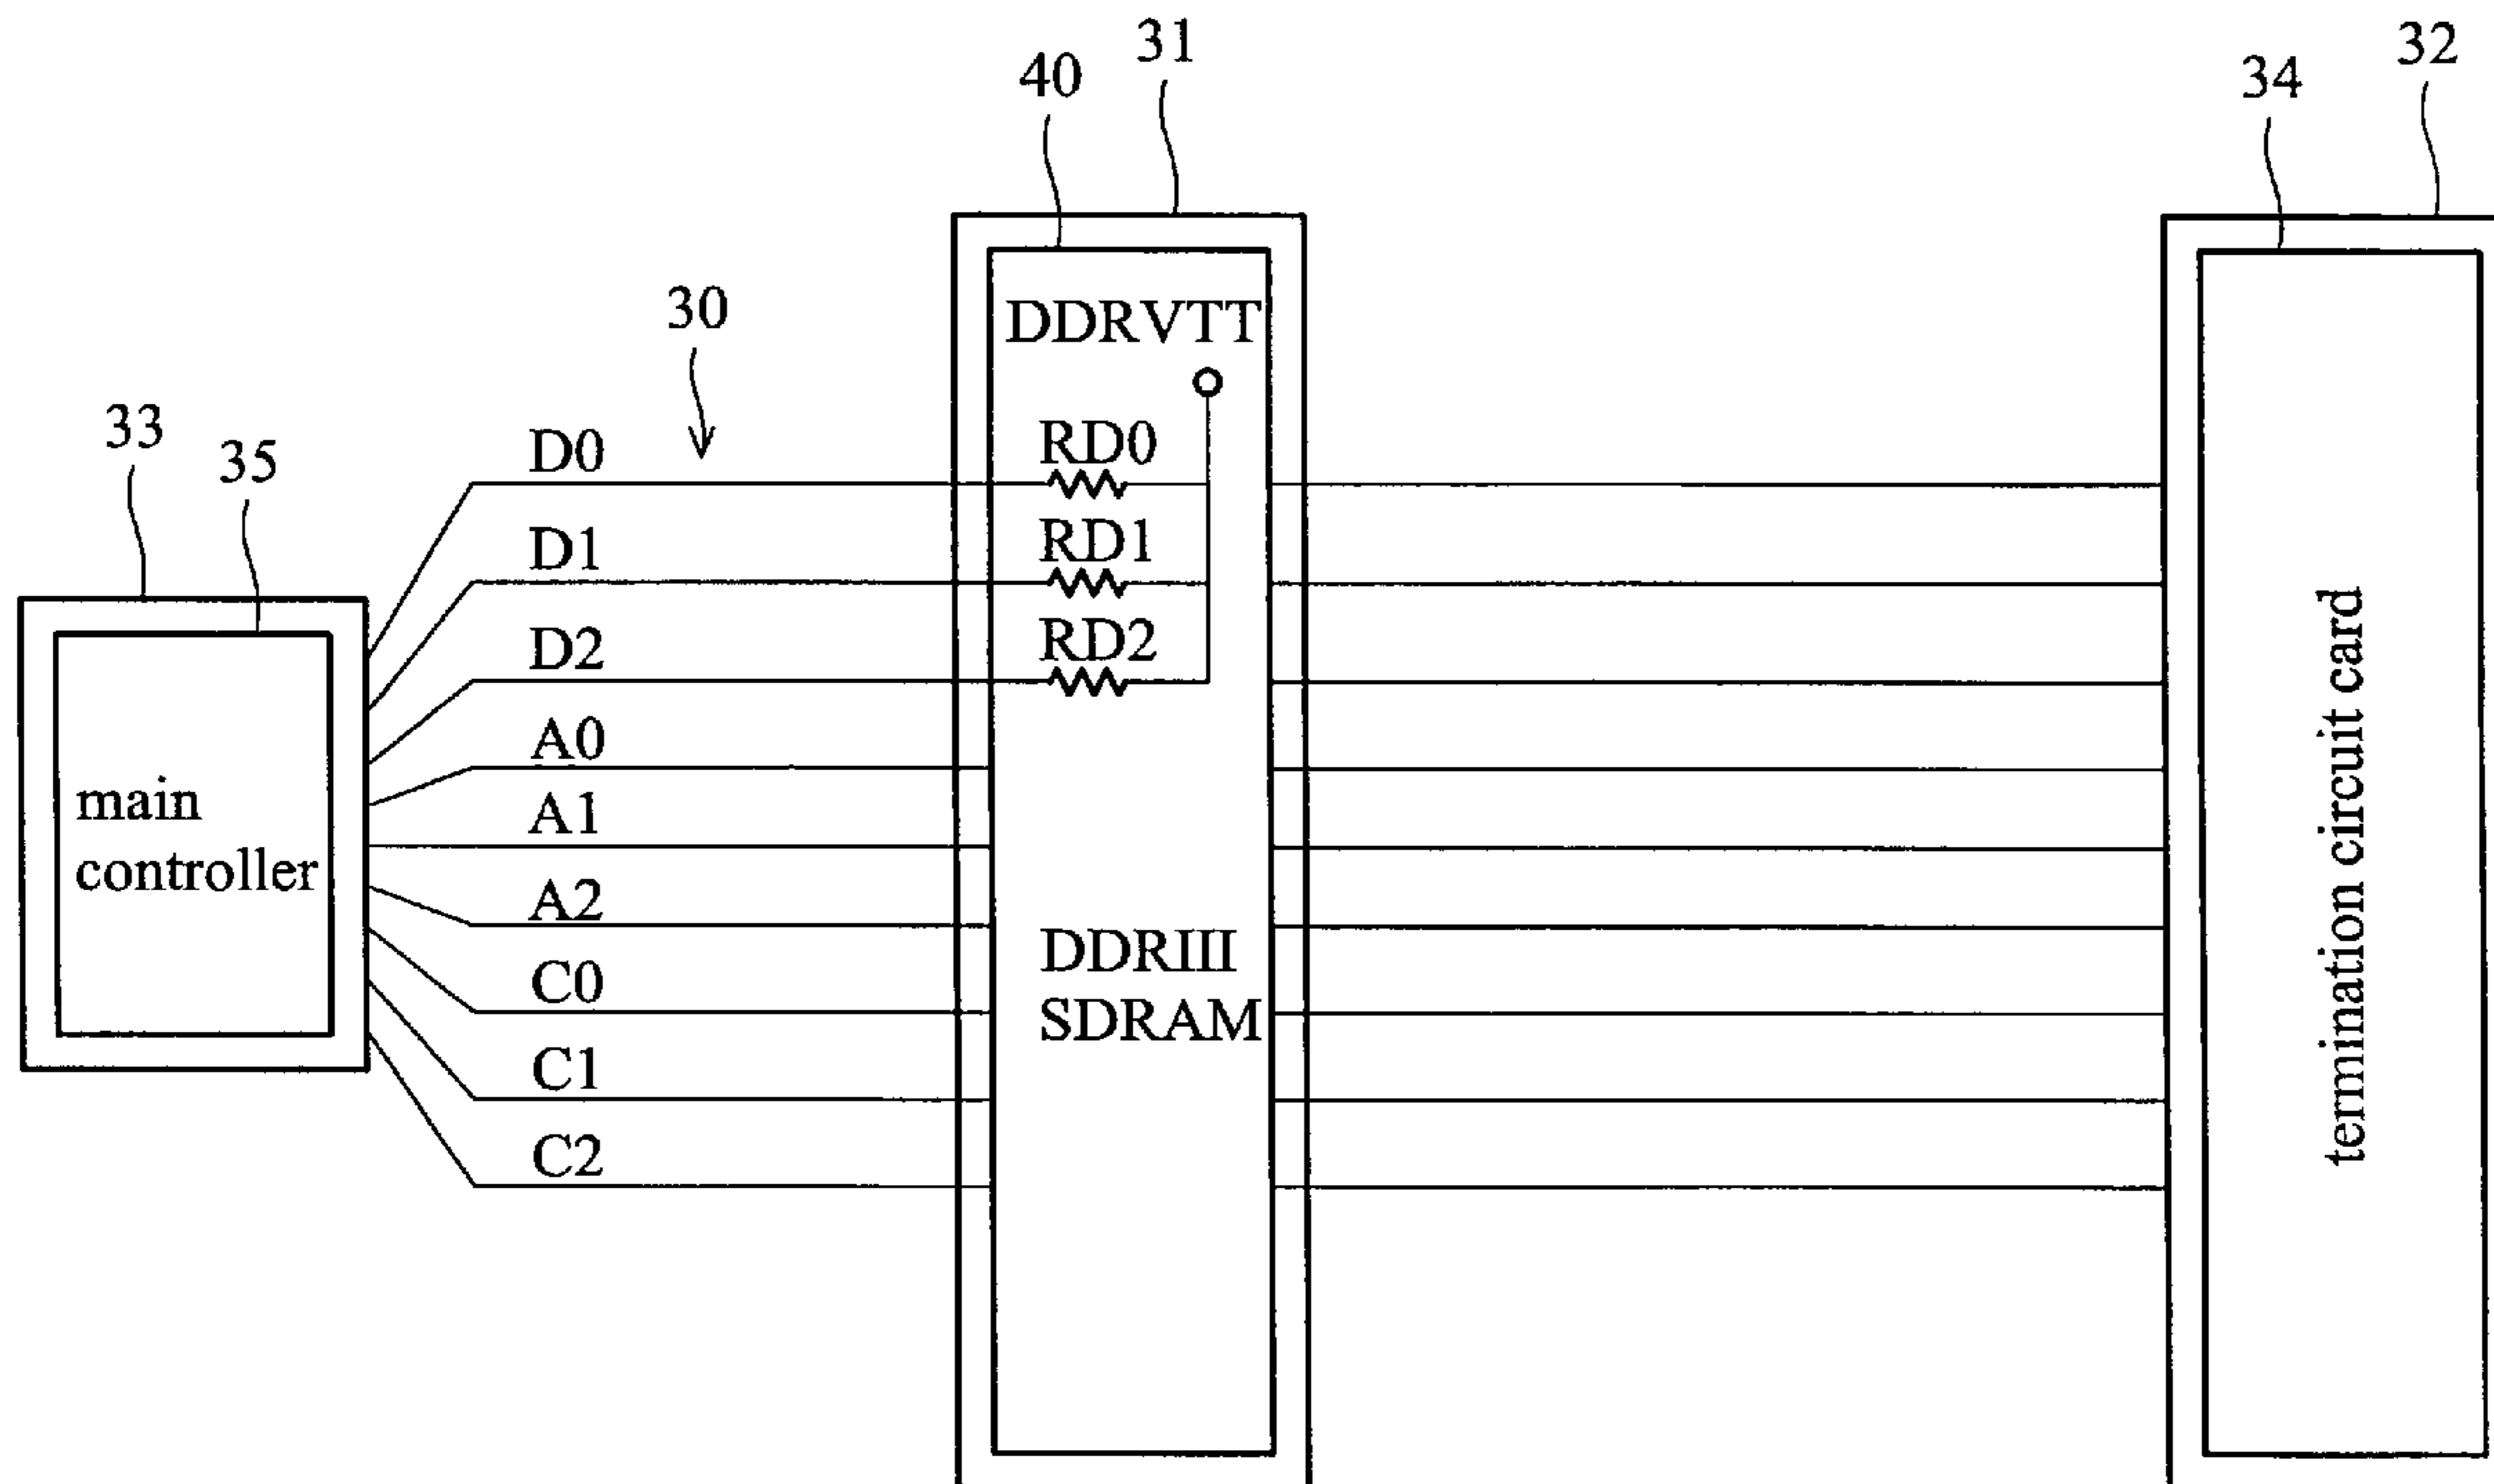 31
32
40
34
30
DDRVTT
33
35
D0
RD0
D1
RD1
D2
RD2
A0
main
controller
A1
A2
DDRIII
SDRAM
C0
C1
C2
termination circuit card